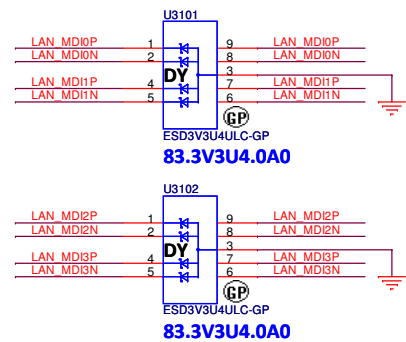 U3101
LAN_MDI0P 1 9 LAN_MDI0P
LAN_MDI0N 2 8 LAN_MDI0N
DY 3
LAN_MDI1P 4 7 LAN_MDI1P
LAN_MDI1N 5 6 LAN_MDI1N
GP
ESD3V3U4ULC-GP
83.3V3U4.0A0
U3102
LAN_MDI2P 1 9 LAN_MDI2P
LAN_MDI2N 2 8 LAN_MDI2N
DY 3
LAN_MDI3P 4 7 LAN_MDI3P
LAN_MDI3N 5 6 LAN_MDI3N
GP
ESD3V3U4ULC-GP
83.3V3U4.0A0